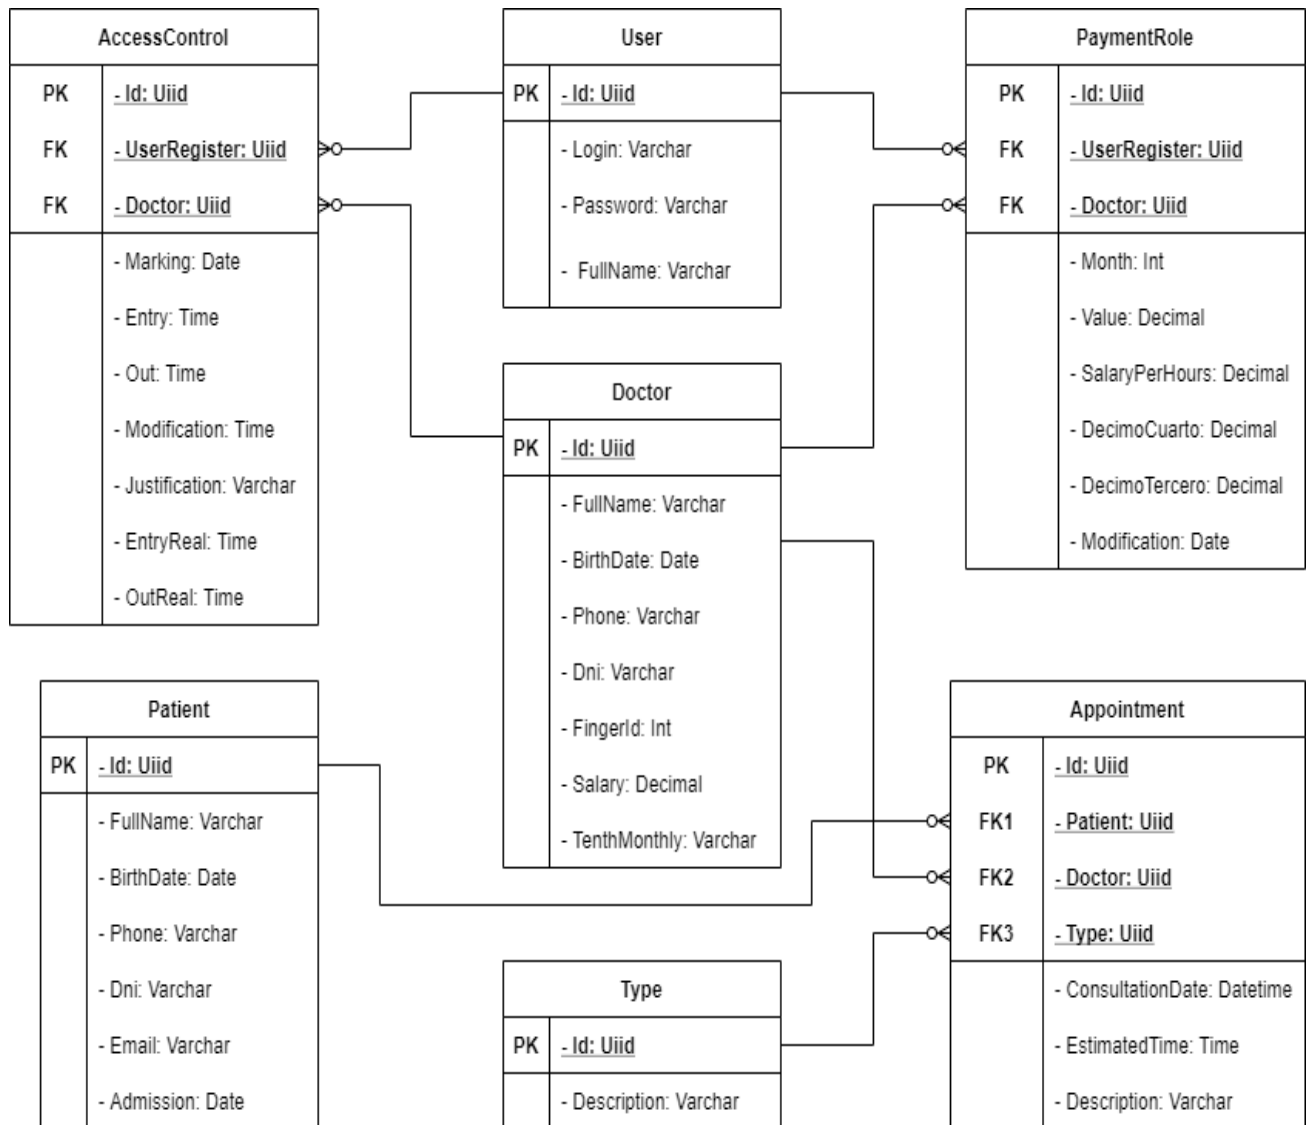 AccessControl
PK - Id: Uiid
FK - UserRegister: Uiid
FK - Doctor: Uiid
- Marking: Date
- Entry: Time
- Out: Time
- Modification: Time
- Justification: Varchar
- EntryReal: Time
- OutReal: Time
User
PK - Id: Uiid
- Login: Varchar
- Password: Varchar
- FullName: Varchar
PaymentRole
PK - Id: Uiid
FK - UserRegister: Uiid
FK - Doctor: Uiid
- Month: Int
- Value: Decimal
- SalaryPerHours: Decimal
- DecimoCuarto: Decimal
- DecimoTercero: Decimal
- Modification: Date
Doctor
PK - Id: Uiid
- FullName: Varchar
- BirthDate: Date
- Phone: Varchar
- Dni: Varchar
- FingerId: Int
- Salary: Decimal
- TenthMonthly: Varchar
Patient
PK - Id: Uiid
- FullName: Varchar
- BirthDate: Date
- Phone: Varchar
- Dni: Varchar
- Email: Varchar
- Admission: Date
Type
PK - Id: Uiid
- Description: Varchar
Appointment
PK - Id: Uiid
FK1 - Patient: Uiid
FK2 - Doctor: Uiid
FK3 - Type: Uiid
- ConsultationDate: Datetime
- EstimatedTime: Time
- Description: Varchar